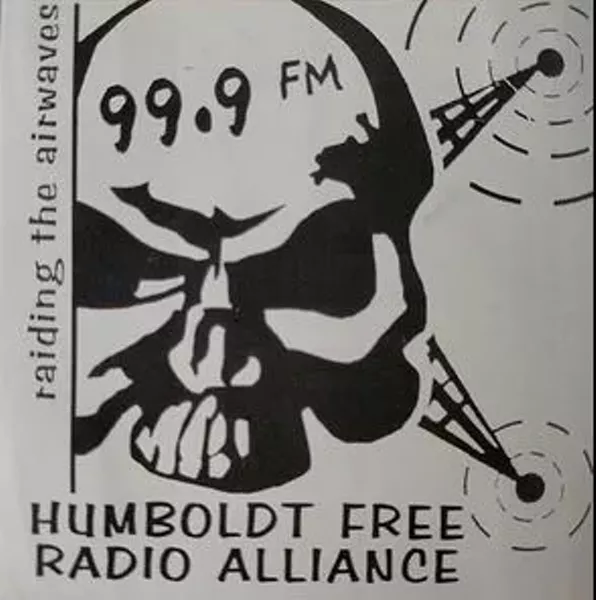 raiding the airwaves
99.9 FM
HUMBOLDT FREE
RADIO ALLIANCE